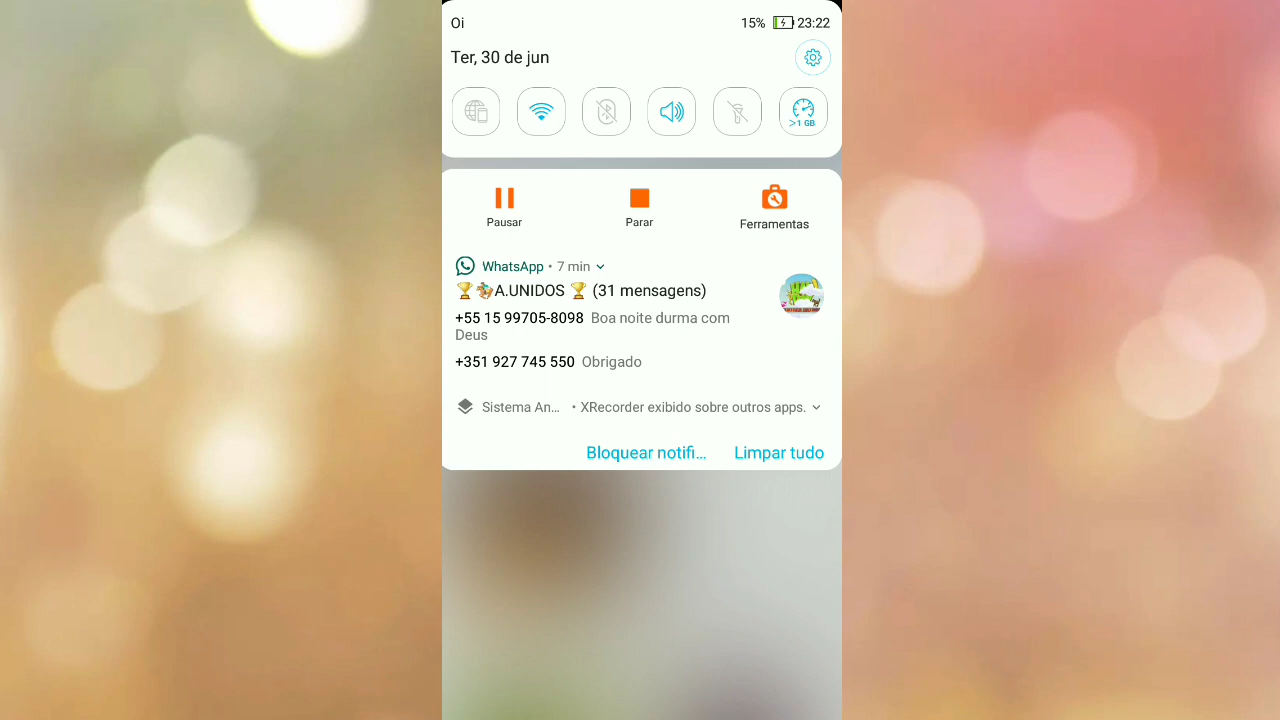 Oi 15% 23:22
Ter, 30 de jun
>1 GB
Pausar Parar Ferramentas
WhatsApp • 7 min
🏆🏇A.UNIDOS 🏆 (31 mensagens)
+55 15 99705-8098 Boa noite durma com
Deus
+351 927 745 550 Obrigado
Sistema An… • XRecorder exibido sobre outros apps.
Bloquear notifi… Limpar tudo